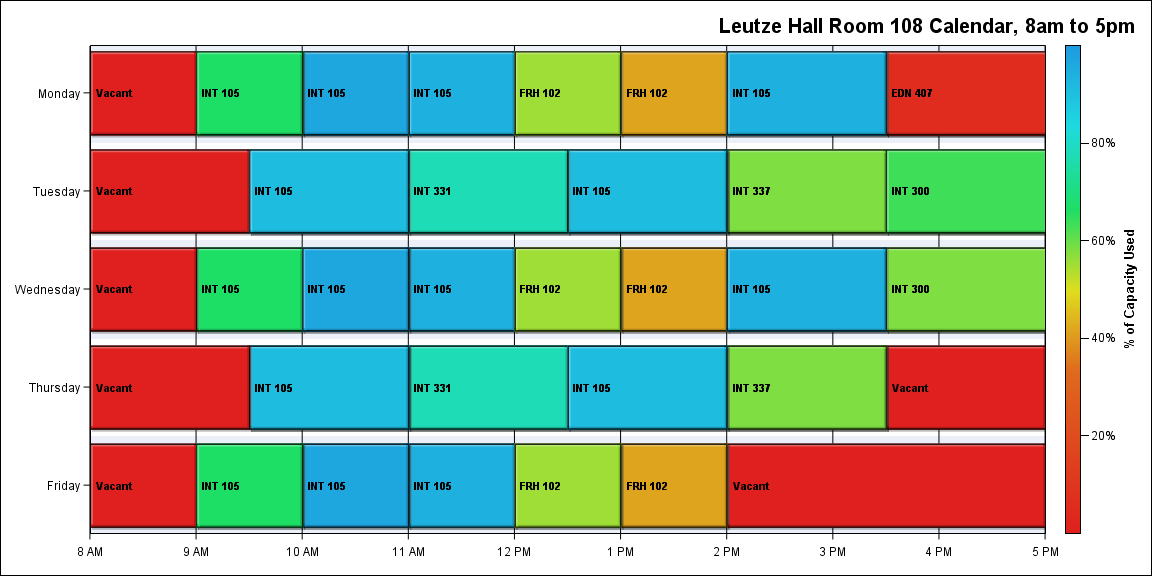 Leutze Hall Room 108 Calendar, 8am to 5pm
Monday
Vacant
INT 105
INT 105
INT 105
FRH 102
FRH 102
INT 105
EDN 407
Tuesday
Vacant
INT 105
INT 331
INT 105
INT 337
INT 300
Wednesday
Vacant
INT 105
INT 105
INT 105
FRH 102
FRH 102
INT 105
INT 300
Thursday
Vacant
INT 105
INT 331
INT 105
INT 337
Vacant
Friday
Vacant
INT 105
INT 105
INT 105
FRH 102
FRH 102
Vacant
8 AM
9 AM
10 AM
11 AM
12 PM
1 PM
2 PM
3 PM
4 PM
5 PM
80%
60%
40%
20%
% of Capacity Used